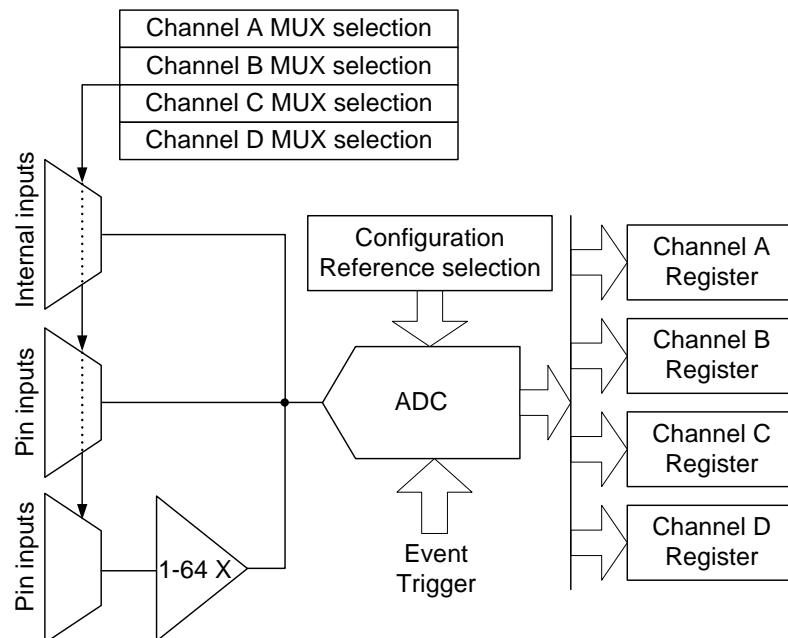 Channel A MUX selection
Channel B MUX selection
Channel C MUX selection
Channel D MUX selection
Internal inputs
Pin inputs
Pin inputs
1-64 X
Configuration
Reference selection
ADC
Event
Trigger
Channel A
Register
Channel B
Register
Channel C
Register
Channel D
Register